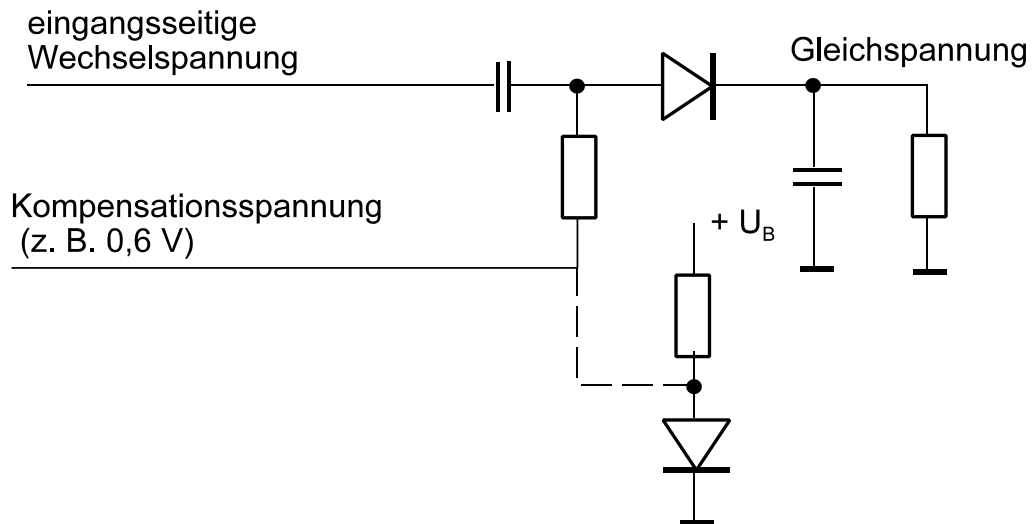 eingangsseitige
Wechselspannung
Gleichspannung
Kompensationsspannung
(z. B. 0,6 V)
+ U_B